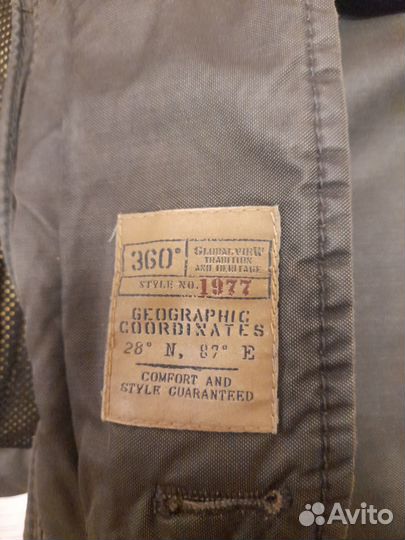 360°
GLOBAL VIEW
TRADITION
AND HERITAGE
STYLE NO. 1977
GEOGRAPHIC
COORDINATES
28° N, 87° E
COMFORT AND
STYLE GUARANTEED
Avito